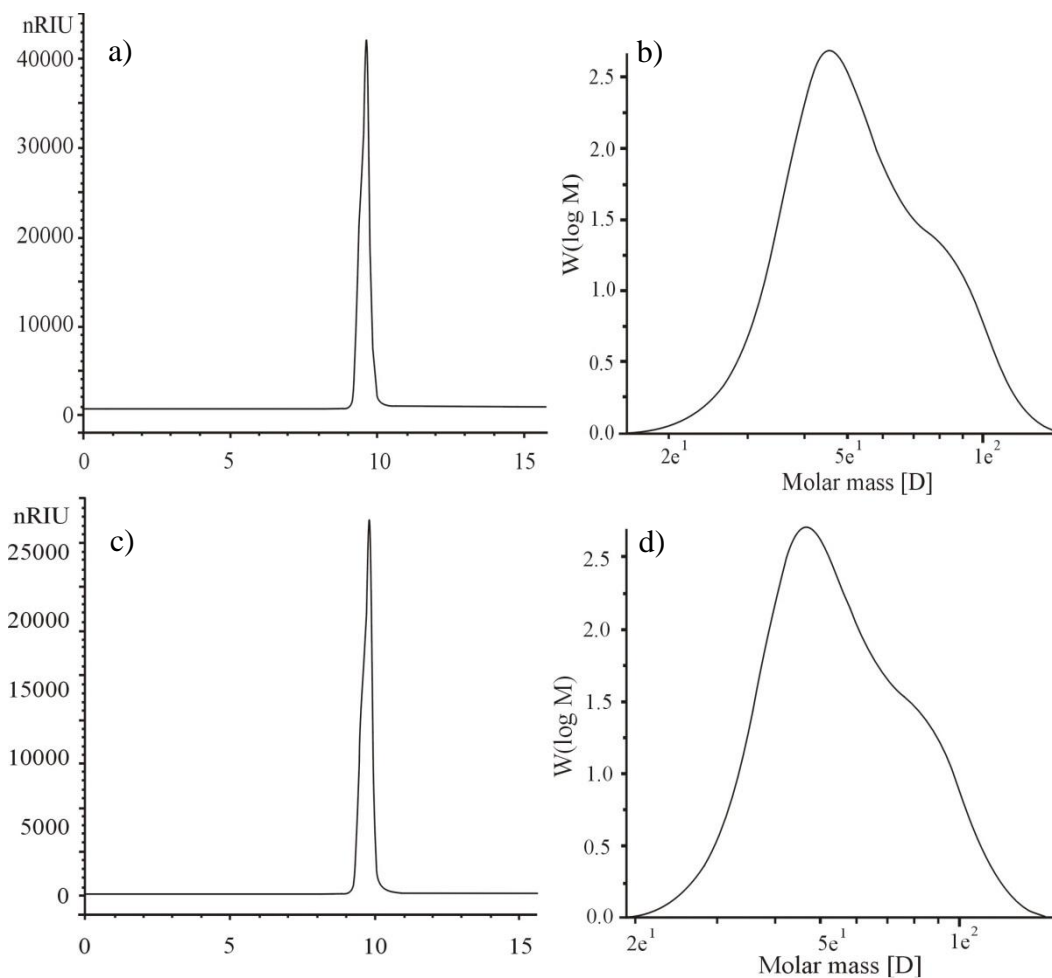 nRIU
a)
40000
30000
20000
10000
0
0 5 10 15
b)
W(log M)
2.5
2.0
1.5
1.0
0.5
0.0
2e¹ 5e¹ 1e²
Molar mass [D]
nRIU
c)
25000
20000
15000
10000
5000
0
0 5 10 15
d)
W(log M)
2.5
2.0
1.5
1.0
0.5
0.0
2e¹ 5e¹ 1e²
Molar mass [D]